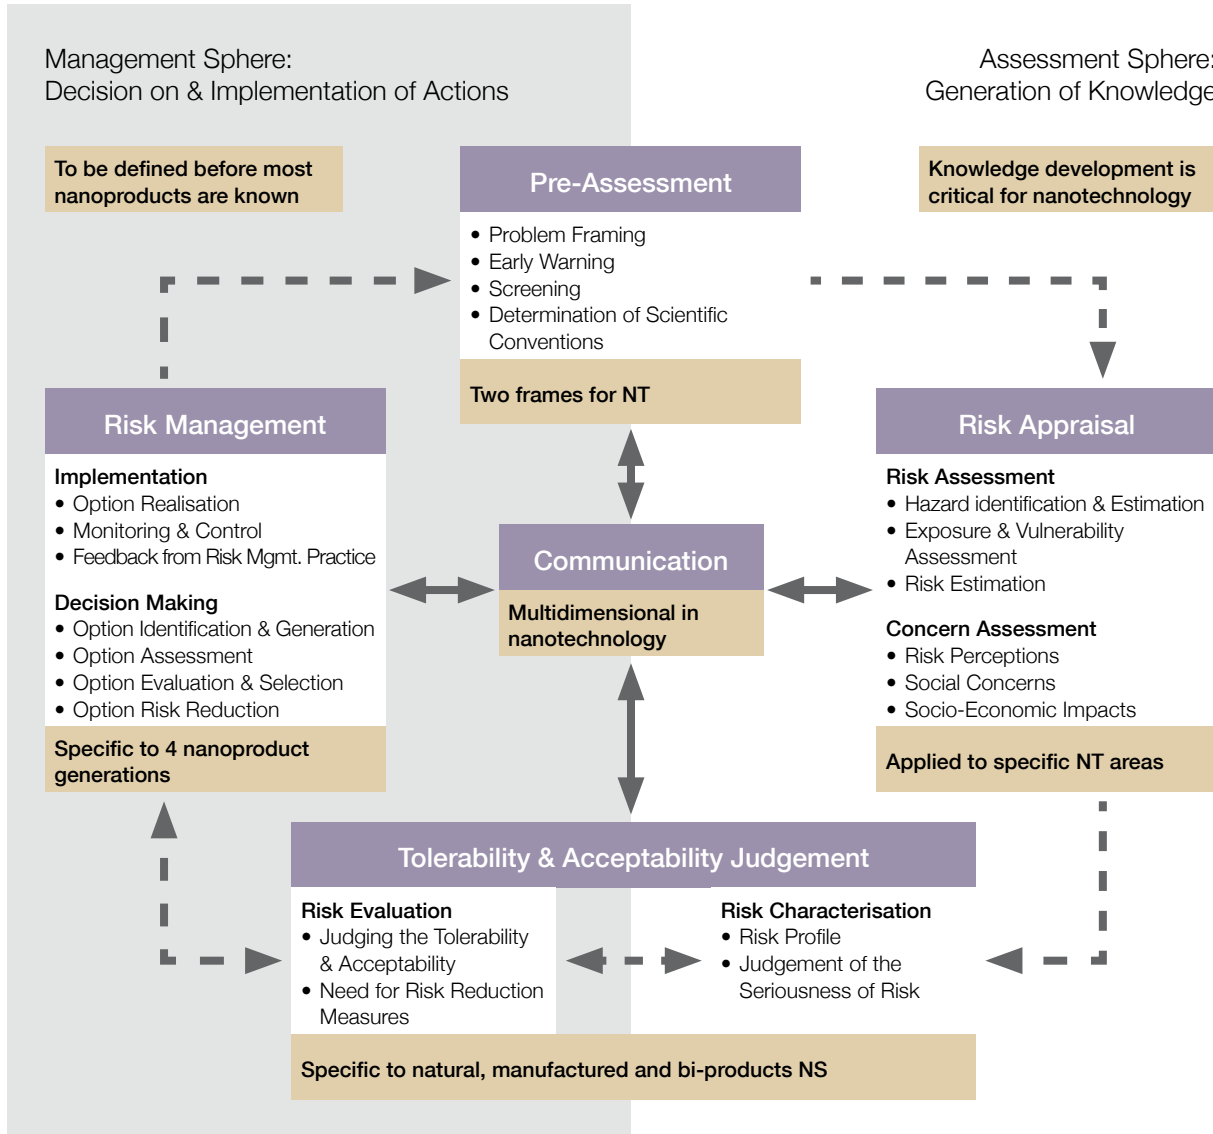 Management Sphere:
Decision on & Implementation of Actions
Assessment Sphere:
Generation of Knowledge
To be defined before most
nanoproducts are known
Pre-Assessment
• Problem Framing
• Early Warning
• Screening
• Determination of Scientific
Conventions
Two frames for NT
Knowledge development is
critical for nanotechnology
Risk Management
Implementation
• Option Realisation
• Monitoring & Control
• Feedback from Risk Mgmt. Practice
Decision Making
• Option Identification & Generation
• Option Assessment
• Option Evaluation & Selection
• Option Risk Reduction
Specific to 4 nanoproduct
generations
Communication
Multidimensional in
nanotechnology
Risk Appraisal
Risk Assessment
• Hazard identification & Estimation
• Exposure & Vulnerability
Assessment
• Risk Estimation
Concern Assessment
• Risk Perceptions
• Social Concerns
• Socio-Economic Impacts
Applied to specific NT areas
Tolerability & Acceptability Judgement
Risk Evaluation
• Judging the Tolerability
& Acceptability
• Need for Risk Reduction
Measures
Risk Characterisation
• Risk Profile
• Judgement of the
Seriousness of Risk
Specific to natural, manufactured and bi-products NS